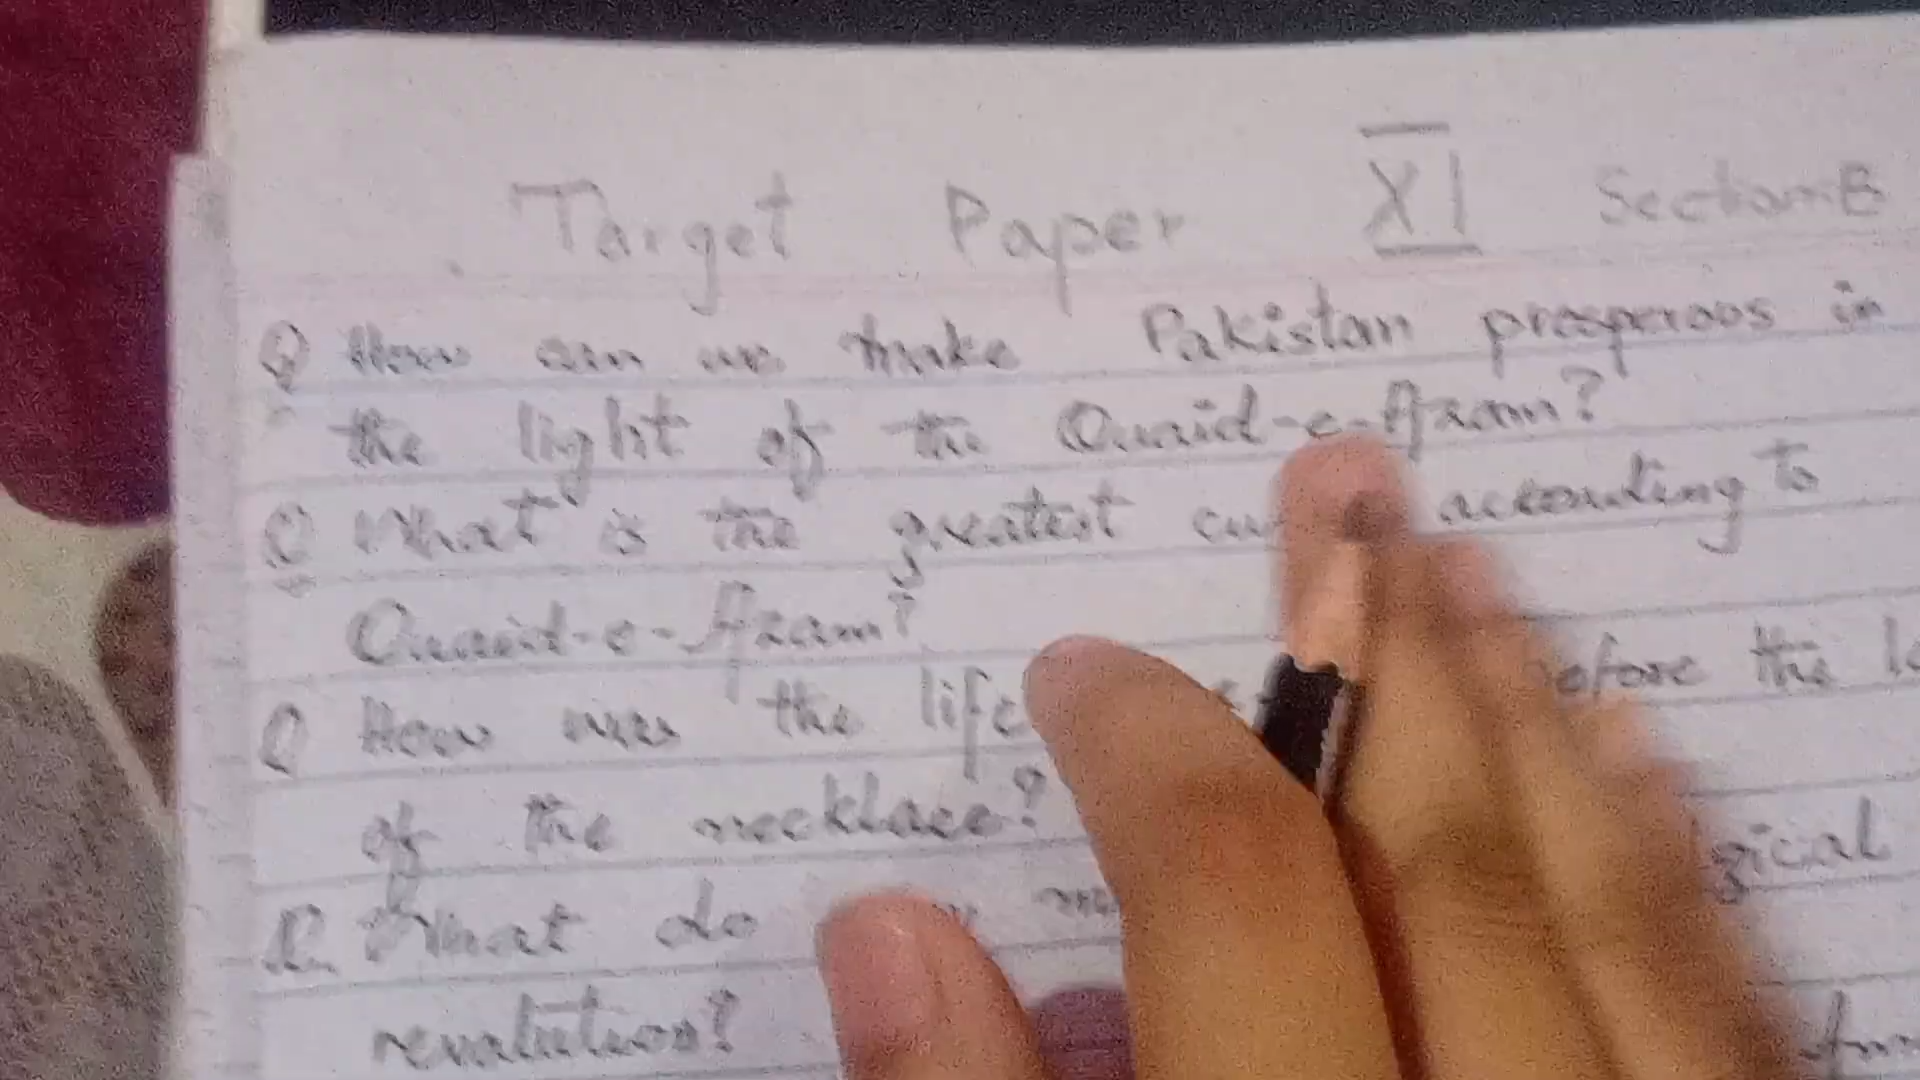 Target Paper XI Section B
Q How can we make Pakistan prosperous in
the light of the Quaid-e-Azam?
Q What is the greatest according to
Quaid-e-Azam?
Q How was the life before the
of the necklace?
Q. What do
revolution?